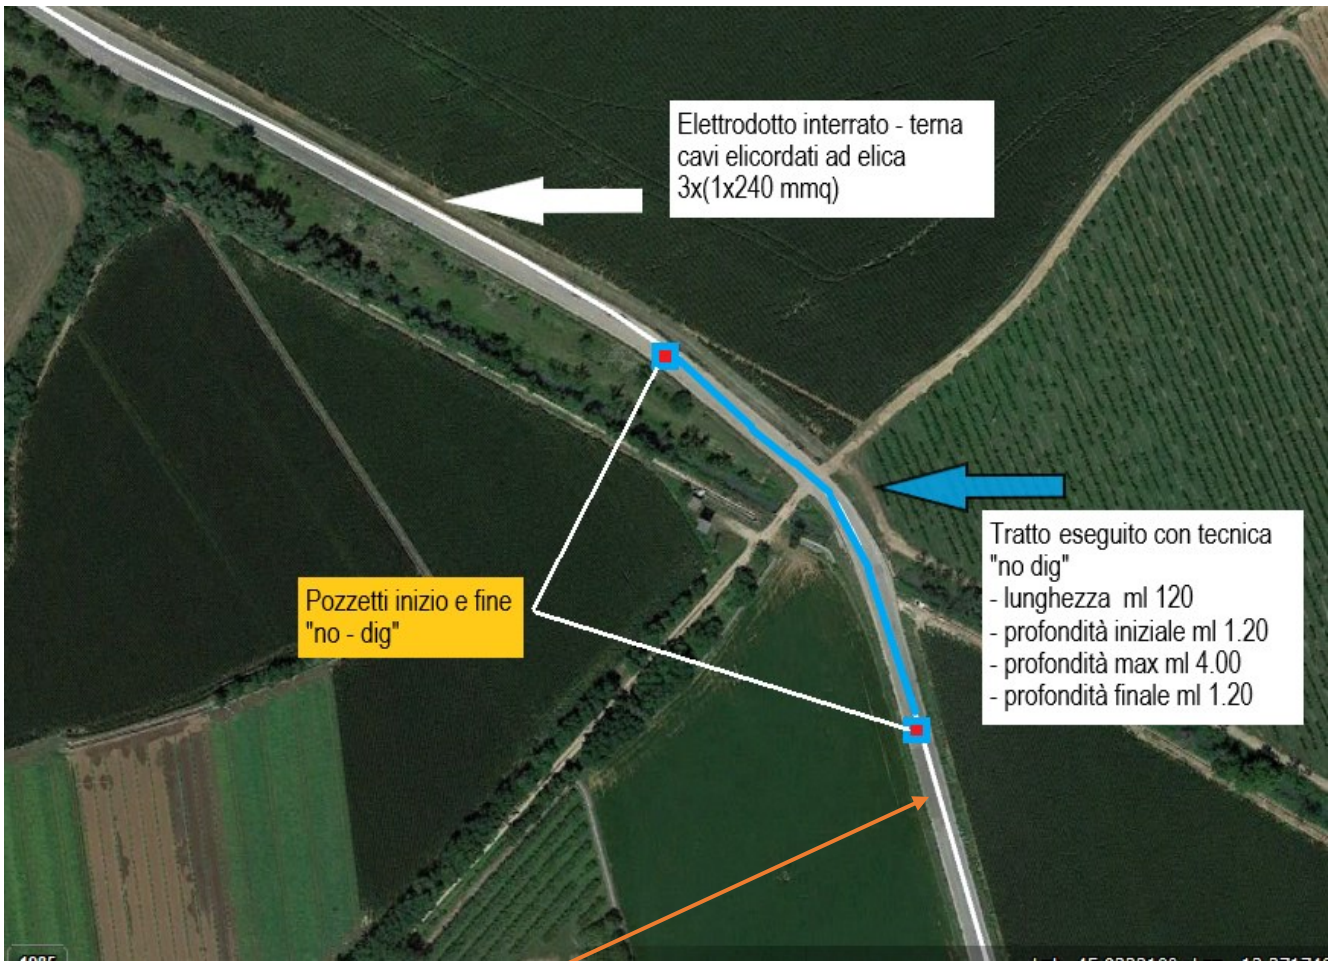 Elettrodotto interrato - terna
cavi elicordati ad elica
3x(1x240 mmq)
Tratto eseguito con tecnica
"no dig"
- lunghezza  ml 120
- profondità iniziale ml 1.20
- profondità max ml 4.00
- profondità finale ml 1.20
Pozzetti inizio e fine
"no - dig"